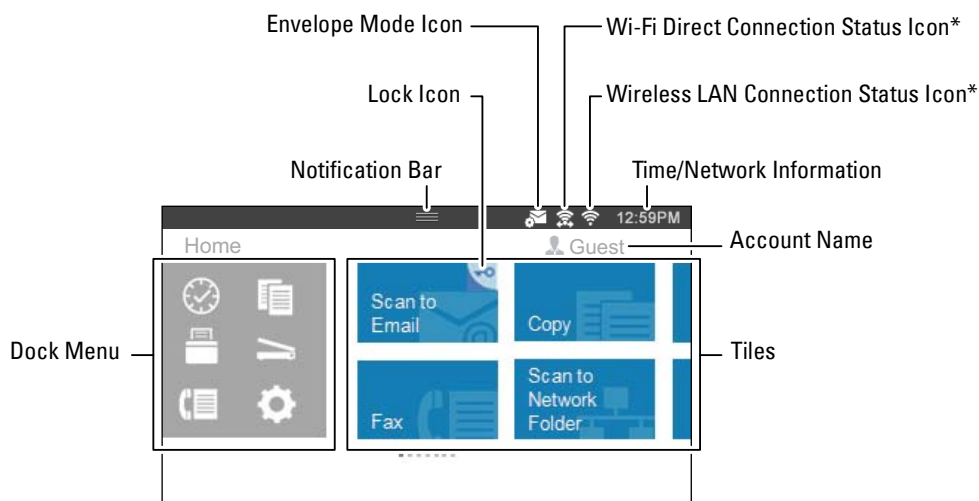 Envelope Mode Icon
Wi-Fi Direct Connection Status Icon*
Lock Icon
Wireless LAN Connection Status Icon*
Notification Bar
Time/Network Information
12:59PM
Home
Guest
Account Name
Dock Menu
Scan to
Email
Copy
Tiles
Fax
Scan to
Network
Folder